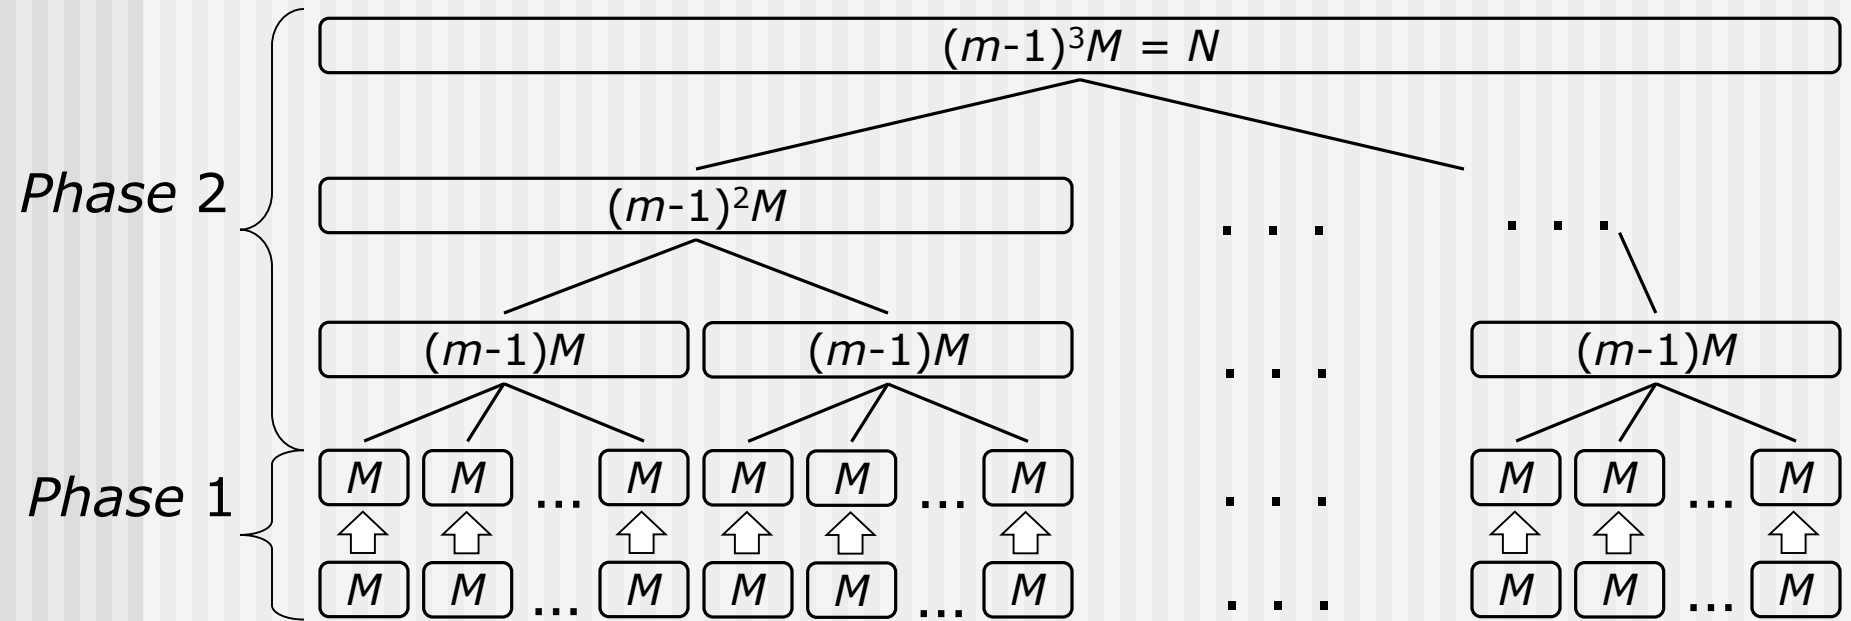 (m-1)³M = N
Phase 2
(m-1)²M
. . .
. . .
(m-1)M (m-1)M . . . (m-1)M
Phase 1
M M ... M M M ... M . . . M M ... M
M M ... M M M ... M . . . M M ... M